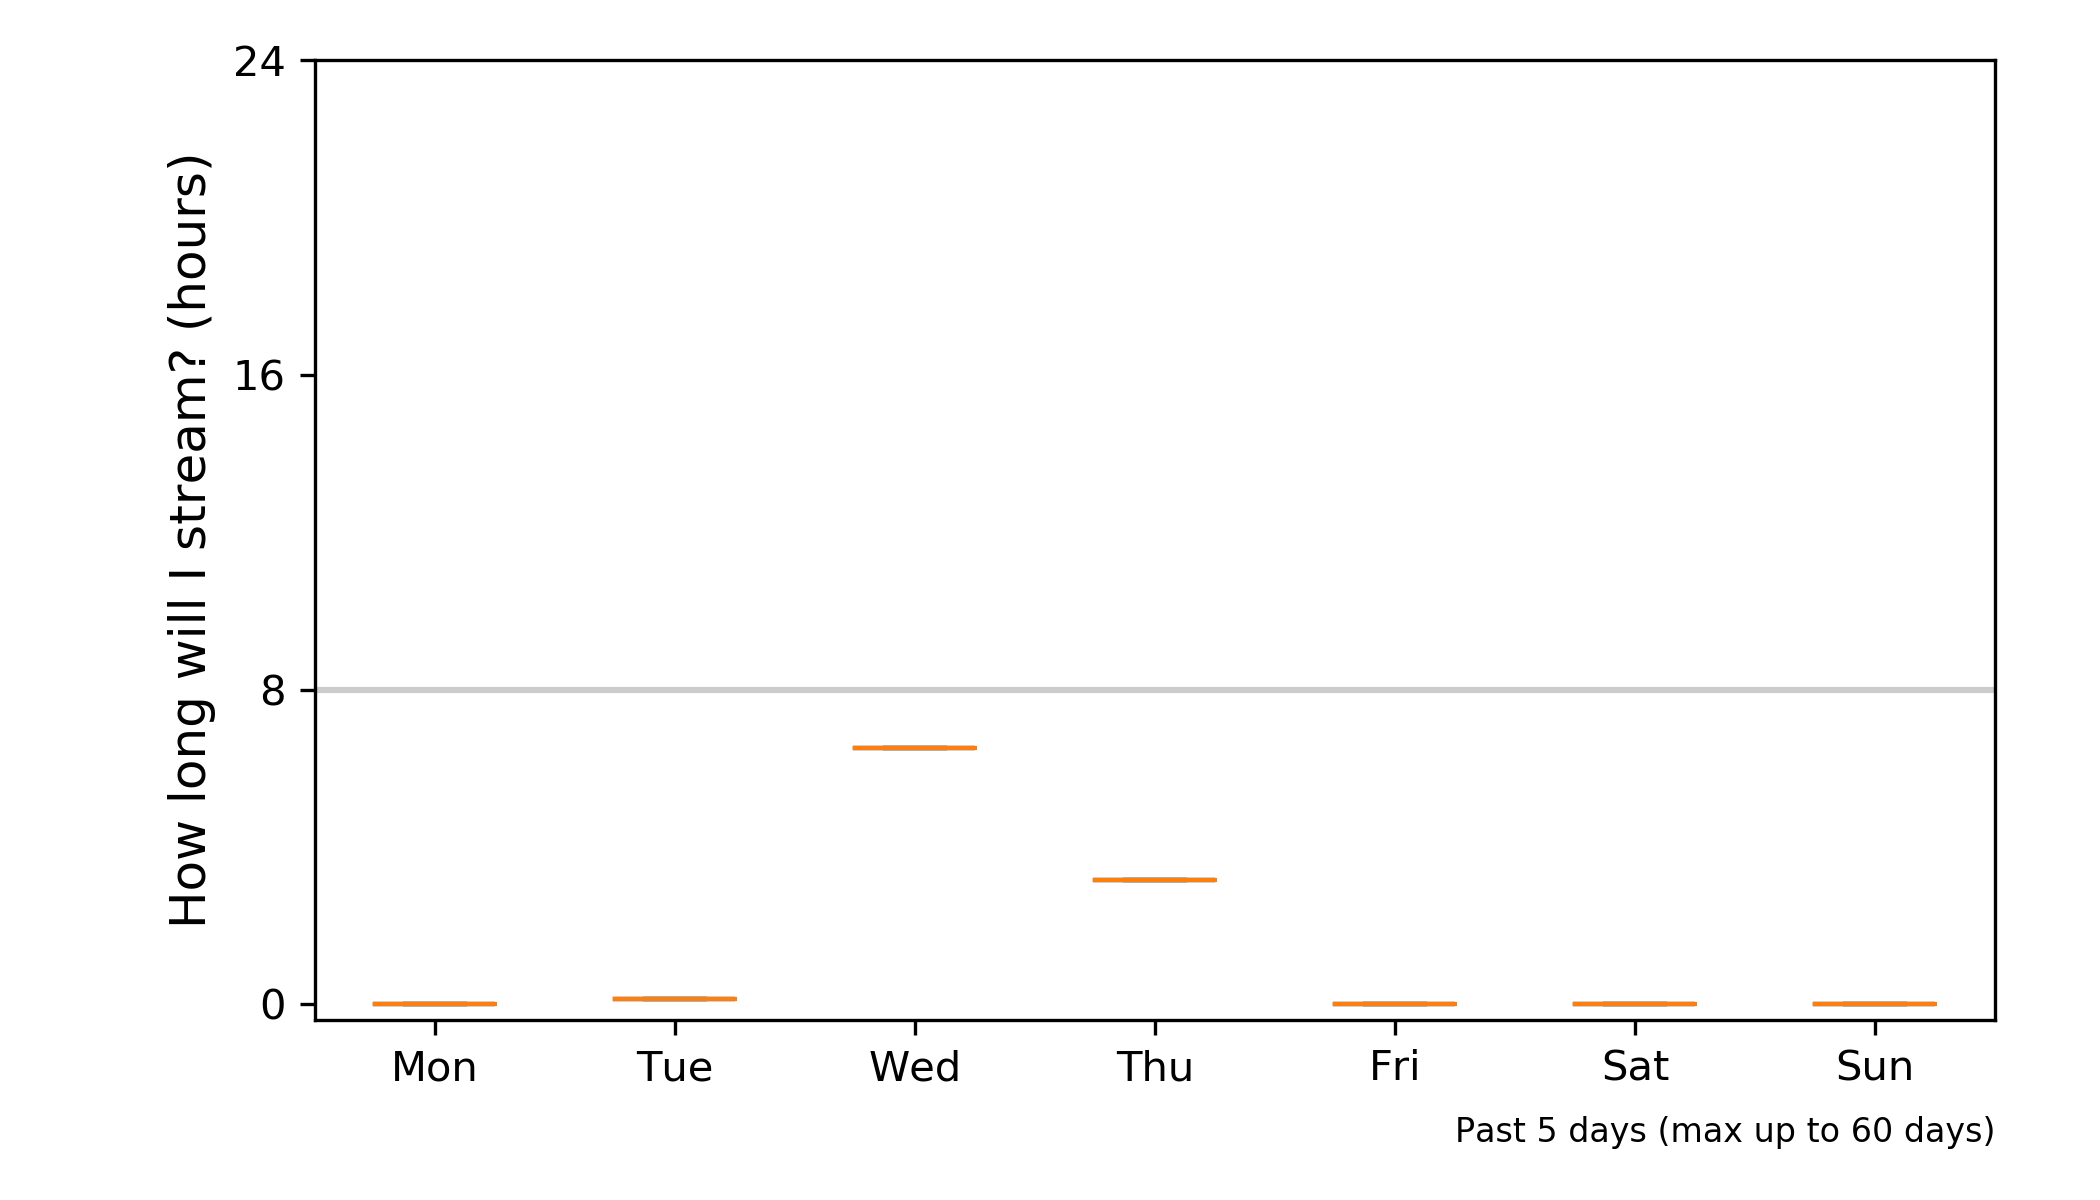 How long will I stream? (hours)
24
16
8
0
Mon Tue Wed Thu Fri Sat Sun
Past 5 days (max up to 60 days)